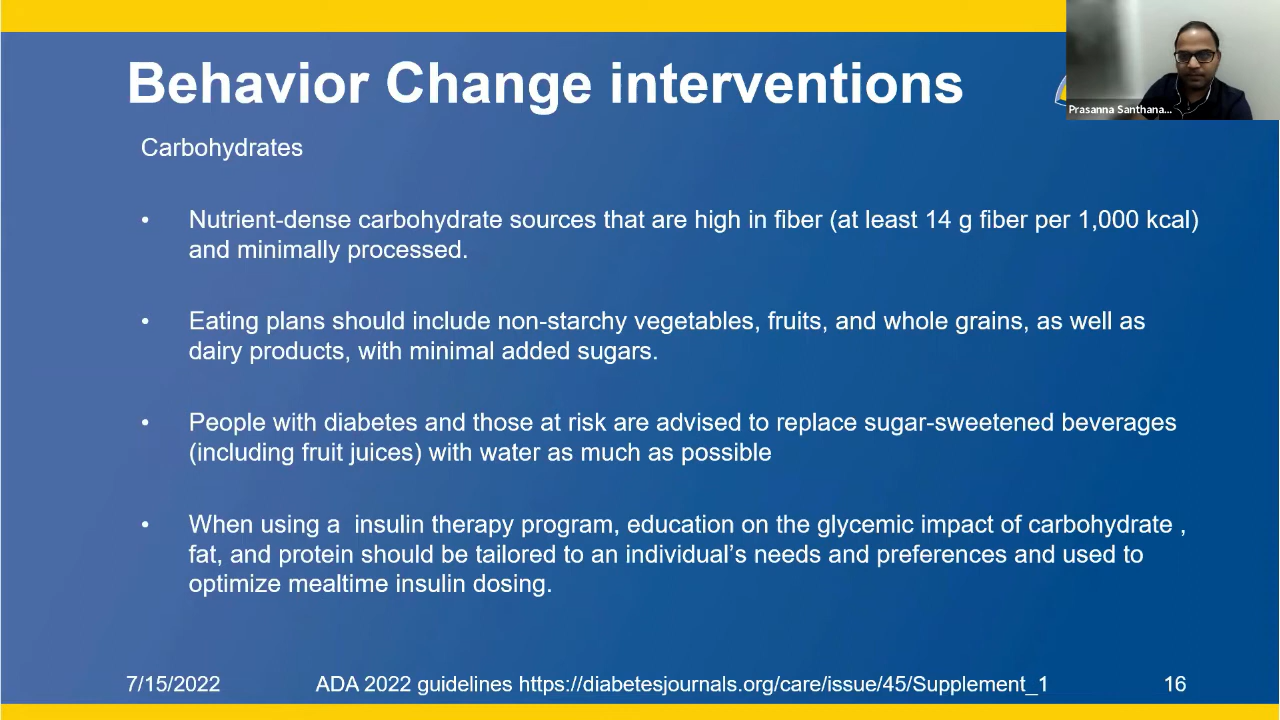 Behavior Change interventions
Prasanna Santhana...
Carbohydrates
• Nutrient-dense carbohydrate sources that are high in fiber (at least 14 g fiber per 1,000 kcal)
and minimally processed.
• Eating plans should include non-starchy vegetables, fruits, and whole grains, as well as
dairy products, with minimal added sugars.
• People with diabetes and those at risk are advised to replace sugar-sweetened beverages
(including fruit juices) with water as much as possible
• When using a  insulin therapy program, education on the glycemic impact of carbohydrate ,
fat, and protein should be tailored to an individual’s needs and preferences and used to
optimize mealtime insulin dosing.
7/15/2022 ADA 2022 guidelines https://diabetesjournals.org/care/issue/45/Supplement_1 16